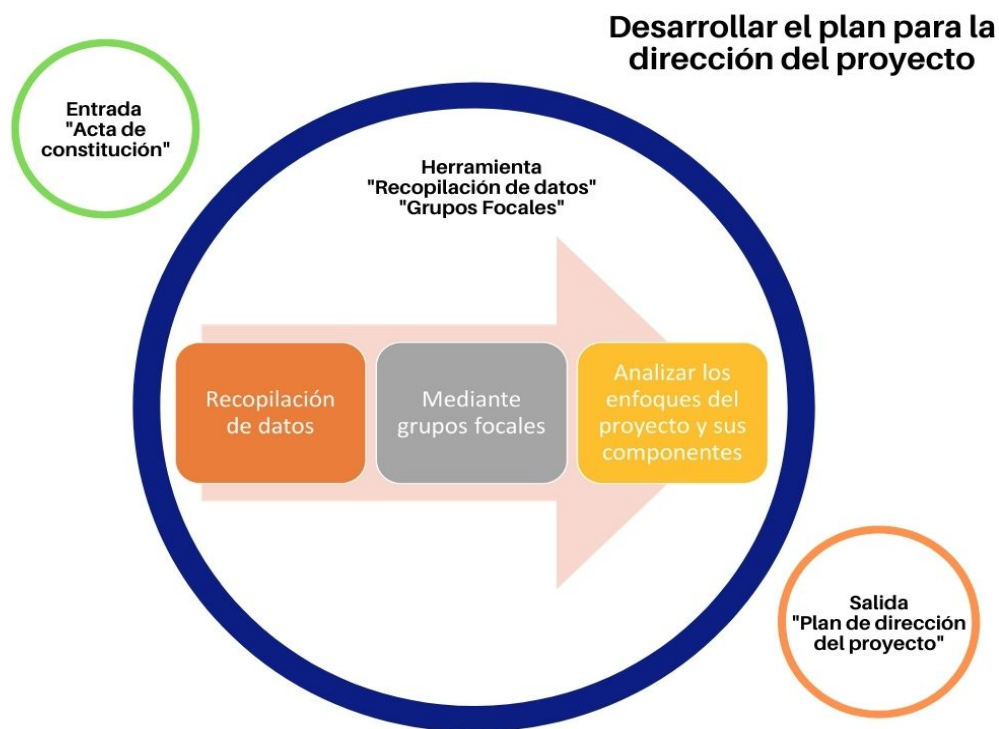 Desarrollar el plan para la
dirección del proyecto
Entrada
"Acta de
constitución"
Herramienta
"Recopilación de datos"
"Grupos Focales"
Recopilación
de datos
Mediante
grupos focales
Analizar los
enfoques del
proyecto y sus
componentes
Salida
"Plan de dirección
del proyecto"